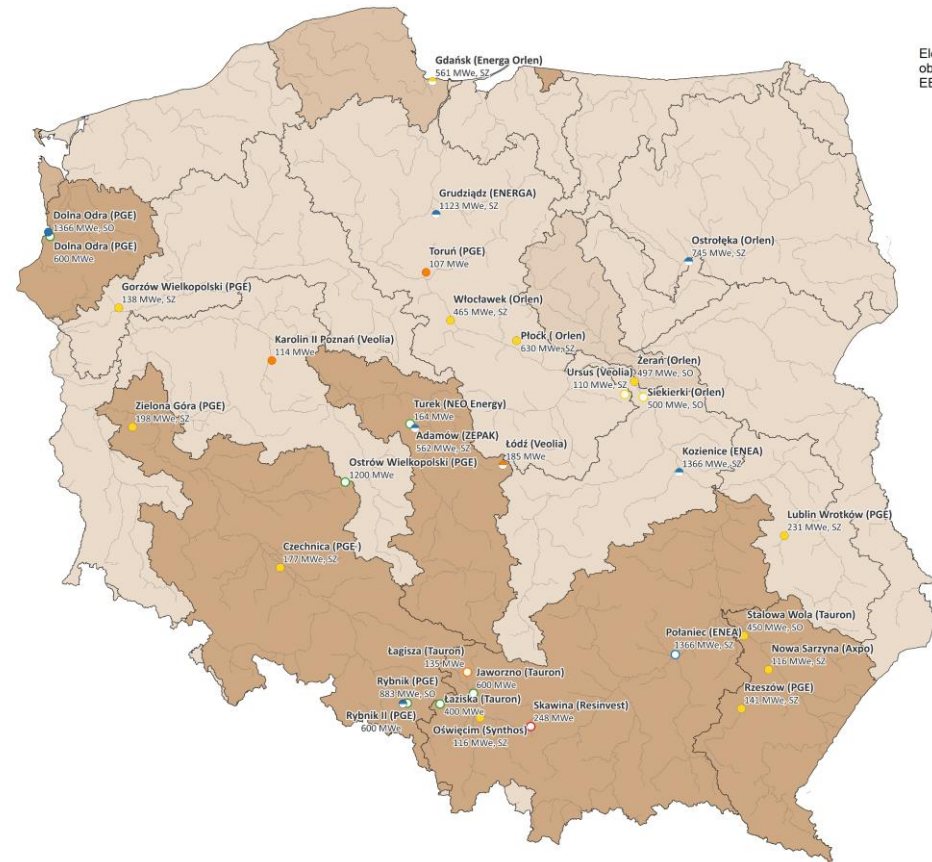 Gdańsk (Energa Orlen)
561 MWe, SZ
Grudziądz (ENERGA)
1123 MWe, SZ
Dolna Odra (PGE)
1366 MWe, SO
Dolna Odra (PGE)
600 MWe
Toruń (PGE)
107 MWe
Ostrołęka (Orlen)
745 MWe, SZ
Gorzów Wielkopolski (PGE)
138 MWe, SZ
Włocławek (Orlen)
465 MWe, SZ
Karolin II Poznań (Veolia)
114 MWe
Płock ( Orlen)
630 MWe, SZ
Żerań (Orlen)
497 MWe, SO
Ursus (Veolia)
110 MWe, SZ
Siekierki (Orlen)
500 MWe, SO
Zielona Góra (PGE)
198 MWe, SZ
Turek (NEO Energy)
164 MWe
Adamów (ZEPAK)
562 MWe, SZ
Łódź (Veolia)
185 MWe
Kozienice (ENEA)
1366 MWe, SZ
Ostrów Wielkopolski (PGE)
1200 MWe
Lublin Wrotków (PGE)
231 MWe, SZ
Czechnica (PGE )
177 MWe, SZ
Stalowa Wola (Tauron)
450 MWe, SO
Połaniec (ENEA)
1366 MWe, SZ
Nowa Sarzyna (Axpo)
116 MWe, SZ
Łagisza (Tauron)
135 MWe
Jaworzno (Tauron)
600 MWe
Rybnik (PGE)
883 MWe, SO
Łaziska (Tauron)
400 MWe
Rzeszów (PGE)
141 MWe, SZ
Rybnik II (PGE)
600 MWe
Skawina (Resinvest)
248 MWe
Oświęcim (Synthos)
116 MWe, SZ